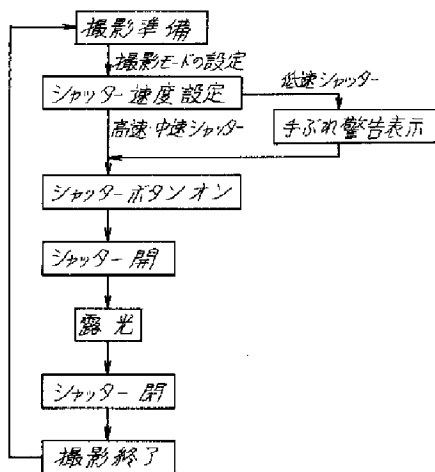 撮影準備
撮影モードの設定
シャッター速度設定
低速シャッター
高速・中速シャッター
手ぶれ警告表示
シャッターボタンオン
シャッター開
露光
シャッター閉
撮影終了